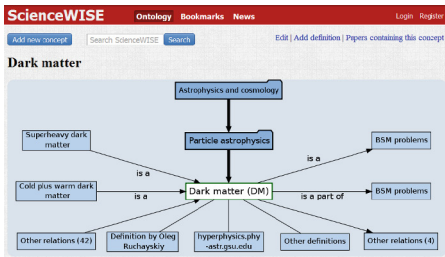 ScienceWISE Ontology Bookmarks News Login Register
Add new concept Search ScienceWISE Search Edit | Add definition | Papers containing this concept
Dark matter
Astrophysics and cosmology
Particle astrophysics
Superheavy dark
matter
BSM problems
is a
is a
Cold plus warm dark
matter
is a
Dark matter (DM)
is a part of
BSM problems
Other relations (42)
Definition by Oleg
Ruchayskiy
hyperphysics.phy
-astr.gsu.edu
Other definitions
Other relations (4)